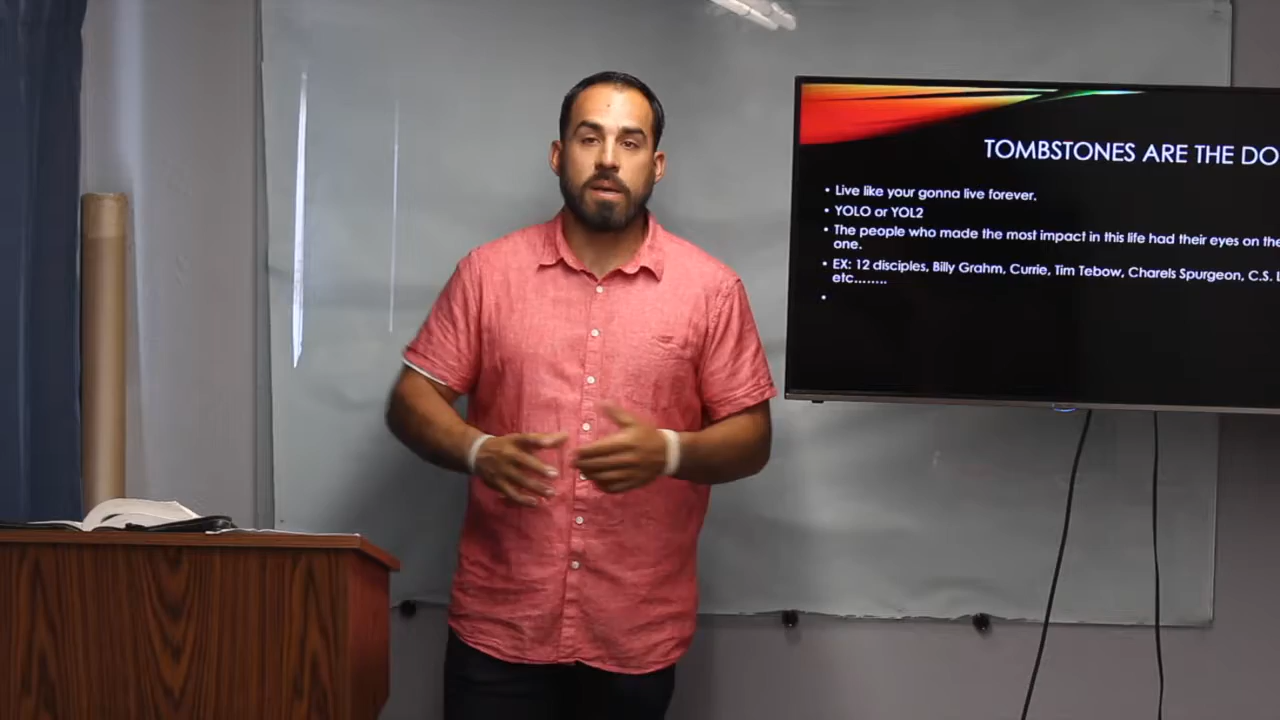 TOMBSTONES ARE THE DO
• Live like your gonna live forever.
• YOLO or YOL2
• The people who made the most impact in this life had their eyes on the
one.
• EX: 12 disciples, Billy Grahm, Currie, Tim Tebow, Charels Spurgeon, C.S.
etc........
•